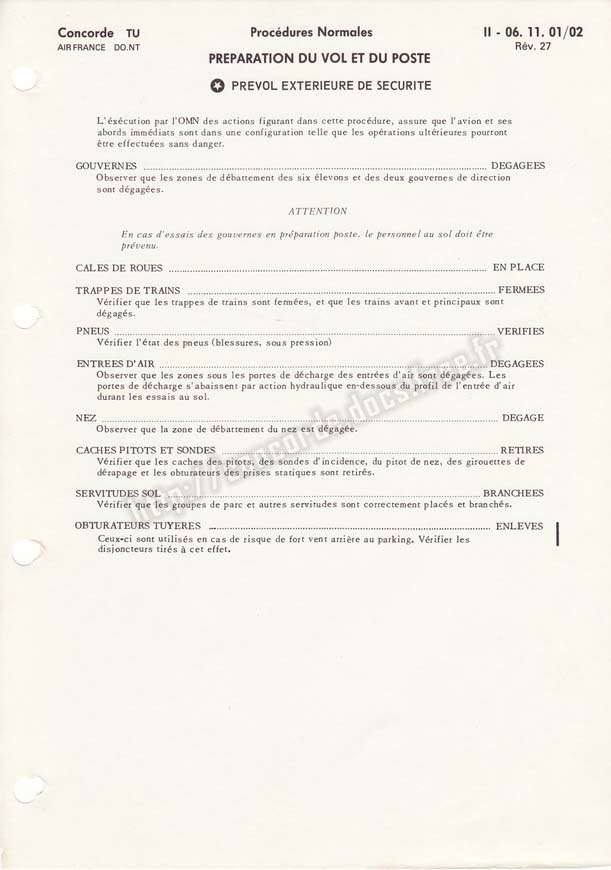 Concorde TU Procédures Normales II - 06. 11. 01/02
AIR FRANCE DO.NT Rév. 27
PREPARATION DU VOL ET DU POSTE
PREVOL EXTERIEURE DE SECURITE
L'éxécution par l'OMN des actions figurant dans cette procédure, assure que l'avion et ses
abords immédiats sont dans une configuration telle que les opérations ultérieures pourront
être effectuées sans danger.
GOUVERNES ........ DEGAGEES
Observer que les zones de débattement des six élevons et des deux gouvernes de direction
sont dégagées.
ATTENTION
En cas d'essais des gouvernes en préparation poste, le personnel au sol doit être
prévenu.
CALES DE ROUES ........ EN PLACE
TRAPPES DE TRAINS ........ FERMEES
Vérifier que les trappes de trains sont fermées, et que les trains avant et principaux sont
dégagés.
PNEUS ........ VERIFIES
Vérifier l'état des pneus (blessures, sous pression)
ENTREES D'AIR ........ DEGAGEES
Observer que les zones sous les portes de décharge des entrées d'air sont dégagées. Les
portes de décharge s'abaissent par action hydraulique en-dessous du profil de l'entrée d'air
durant les essais au sol.
NEZ ........ DEGAGE
Observer que la zone de débattement du nez est dégagée.
CACHES PITOTS ET SONDES ........ RETIRES
Vérifier que les caches des pitots, des sondes d'incidence, du pitot de nez, des girouettes de
dérapage et les obturateurs des prises statiques sont retirés.
SERVITUDES SOL ........ BRANCHEES
Vérifier que les groupes de parc et autres servitudes sont correctement placés et branchés.
OBTURATEURS TUYERES ........ ENLEVES
Ceux-ci sont utilisés en cas de risque de fort vent arrière au parking. Vérifier les
disjoncteurs tirés à cet effet.
http://concorde.docs.free.fr